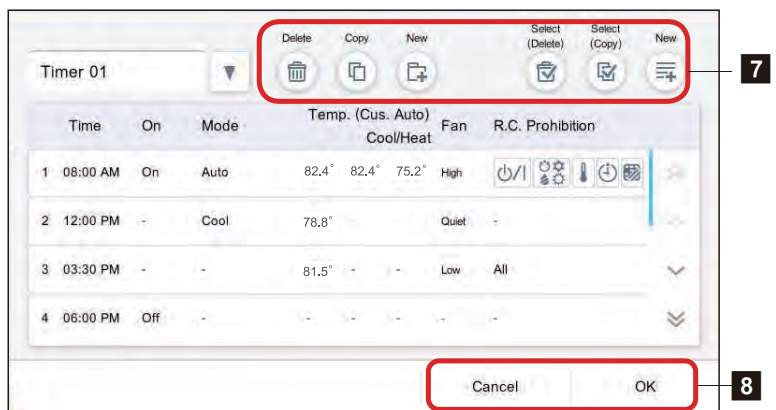 Delete Copy New Select (Delete) Select (Copy) New
7
Timer 01
Time On Mode Temp. (Cus. Auto) Cool/Heat Fan R.C. Prohibition
1 08:00 AM On Auto 82.4° 82.4° 75.2° High
2 12:00 PM - Cool 78.8° - - Quiet -
3 03:30 PM - - 81.5° - - Low All
4 06:00 PM Off - - - - - -
Cancel OK
8